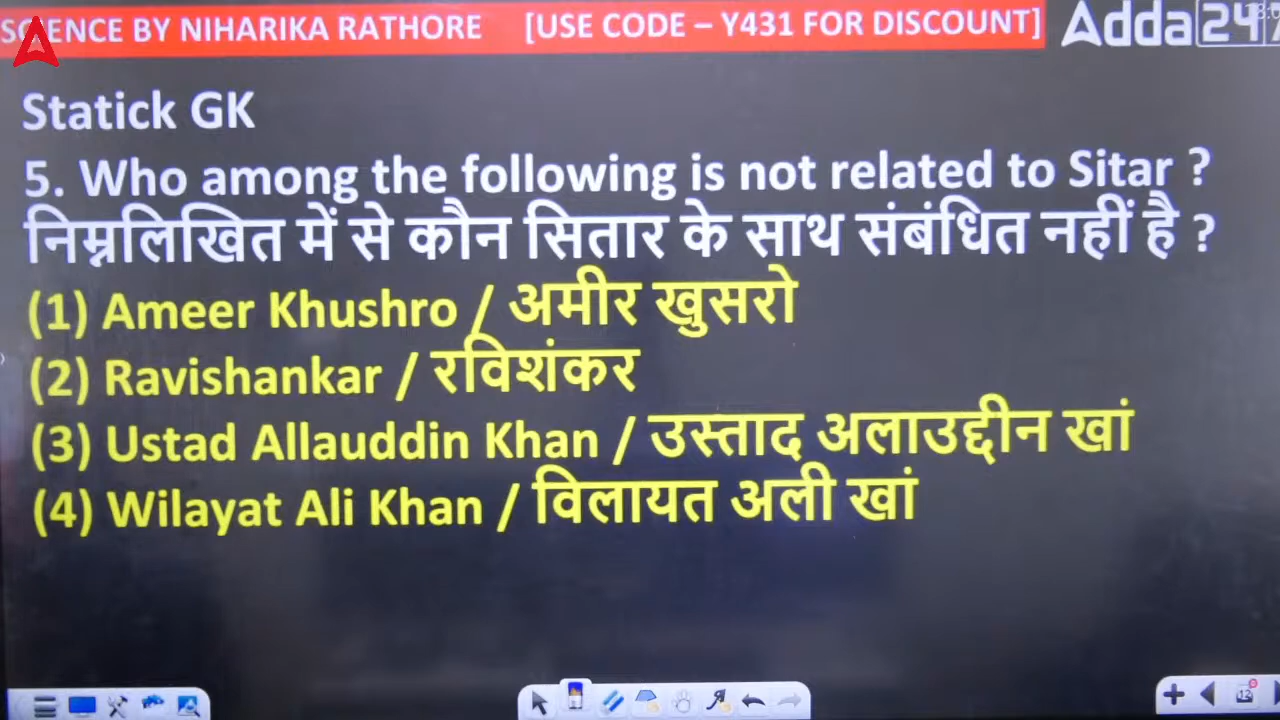 SCIENCE BY NIHARIKA RATHORE [USE CODE – Y431 FOR DISCOUNT] Adda247
Statick GK
5. Who among the following is not related to Sitar ?
निम्नलिखित में से कौन सितार के साथ संबंधित नहीं है ?
(1) Ameer Khushro / अमीर खुसरो
(2) Ravishankar / रविशंकर
(3) Ustad Allauddin Khan / उस्ताद अलाउद्दीन खां
(4) Wilayat Ali Khan / विलायत अली खां